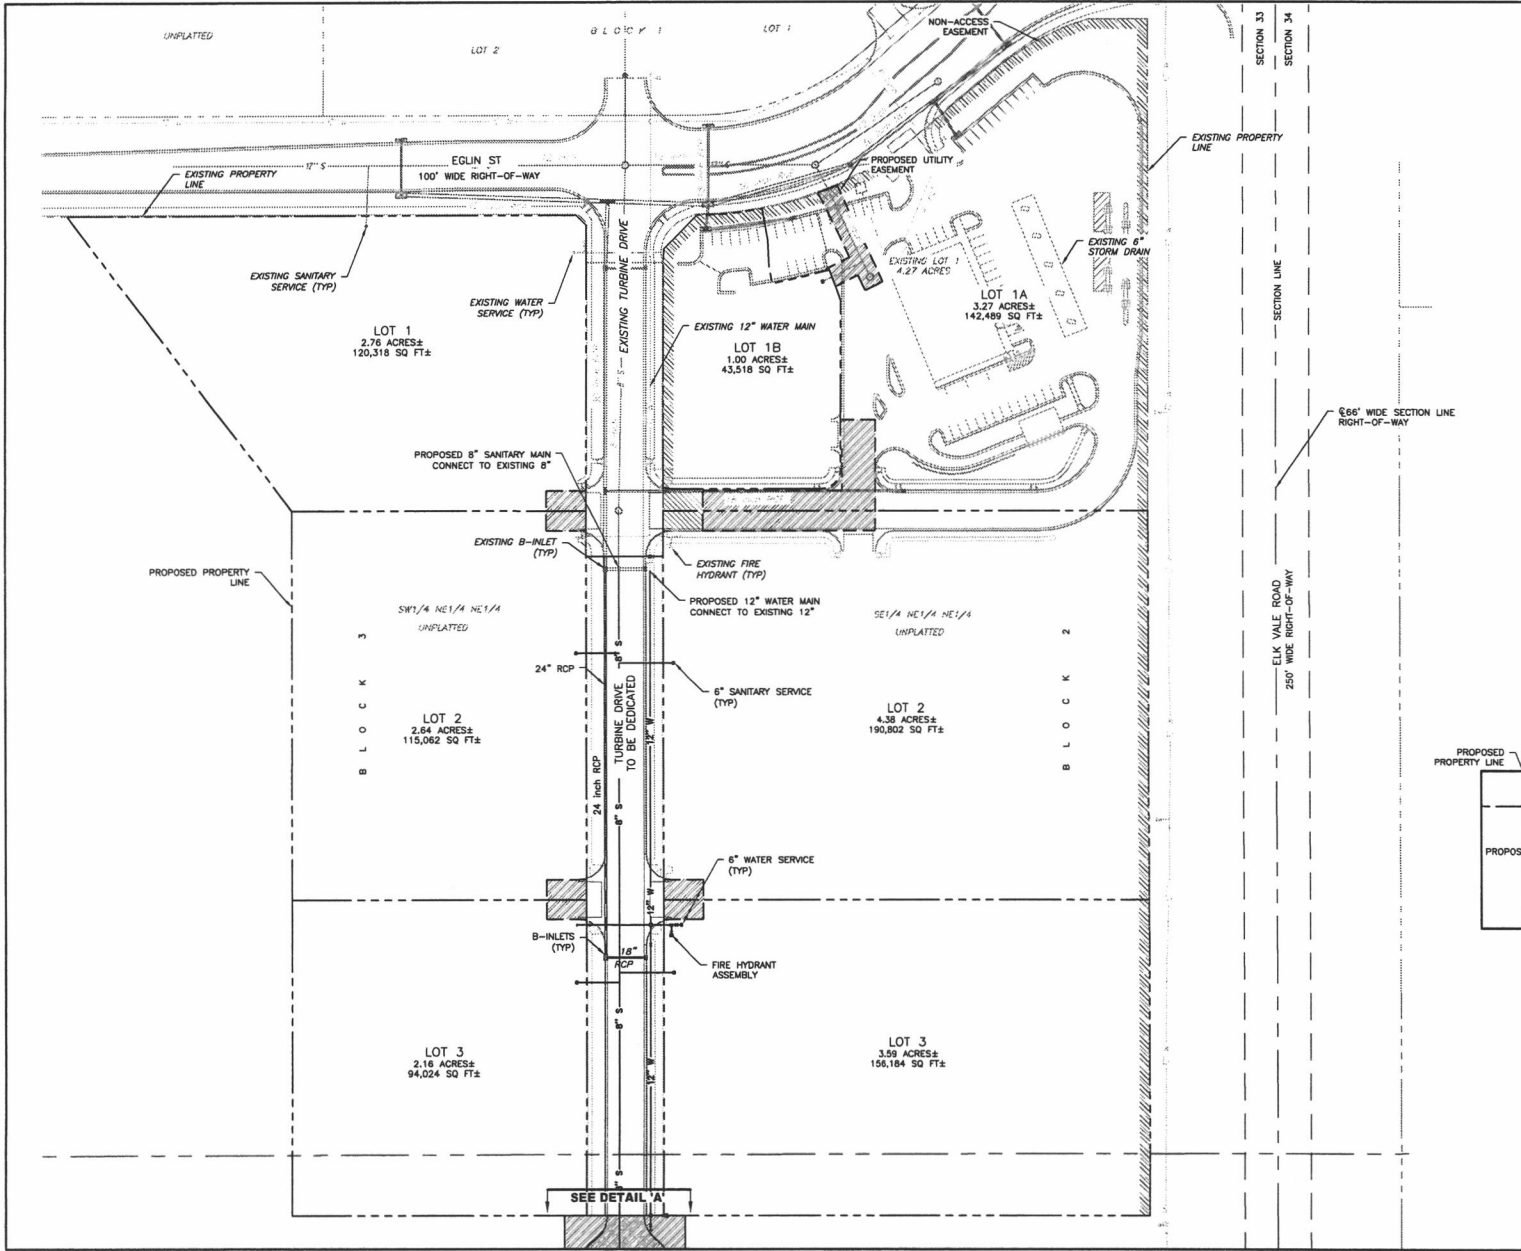 UNPLATTED
LOT 2
BLOCK 1
LOT 1
NON-ACCESS
EASEMENT
SECTION 33
SECTION 34
EXISTING PROPERTY
LINE
12" S
EGLIN ST
100' WIDE RIGHT-OF-WAY
EXISTING PROPERTY
LINE
PROPOSED UTILITY
EASEMENT
EXISTING SANITARY
SERVICE (TYP)
EXISTING WATER
SERVICE (TYP)
8" S
EXISTING TURBINE DRIVE
EXISTING LOT 1
4.27 ACRES
EXISTING 6"
STORM DRAIN
SECTION LINE
LOT 1A
3.27 ACRES±
142,489 SQ FT±
LOT 1
2.76 ACRES±
120,318 SQ FT±
EXISTING 12" WATER MAIN
LOT 1B
1.00 ACRES±
43,518 SQ FT±
℄66' WIDE SECTION LINE
RIGHT-OF-WAY
PROPOSED 8" SANITARY MAIN
CONNECT TO EXISTING 8"
EXISTING B-INLET
(TYP)
EXISTING FIRE
HYDRANT (TYP)
PROPOSED PROPERTY
LINE
PROPOSED 12" WATER MAIN
CONNECT TO EXISTING 12"
SW1/4 NE1/4 NE1/4
UNPLATTED
SE1/4 NE1/4 NE1/4
UNPLATTED
ELK VALE ROAD
250' WIDE RIGHT-OF-WAY
BLOCK 3
BLOCK 2
24" RCP
8" S
6" SANITARY SERVICE
(TYP)
TURBINE DRIVE
TO BE DEDICATED
LOT 2
2.64 ACRES±
115,062 SQ FT±
12" W
LOT 2
4.38 ACRES±
190,802 SQ FT±
24 inch RCP
8" S
PROPOSED
PROPERTY LINE
PROPOS
6" WATER SERVICE
(TYP)
12" W
B-INLETS
(TYP)
18"
RCP
FIRE HYDRANT
ASSEMBLY
8" S
12" W
LOT 3
2.16 ACRES±
94,024 SQ FT±
LOT 3
3.59 ACRES±
156,184 SQ FT±
SEE DETAIL 'A'